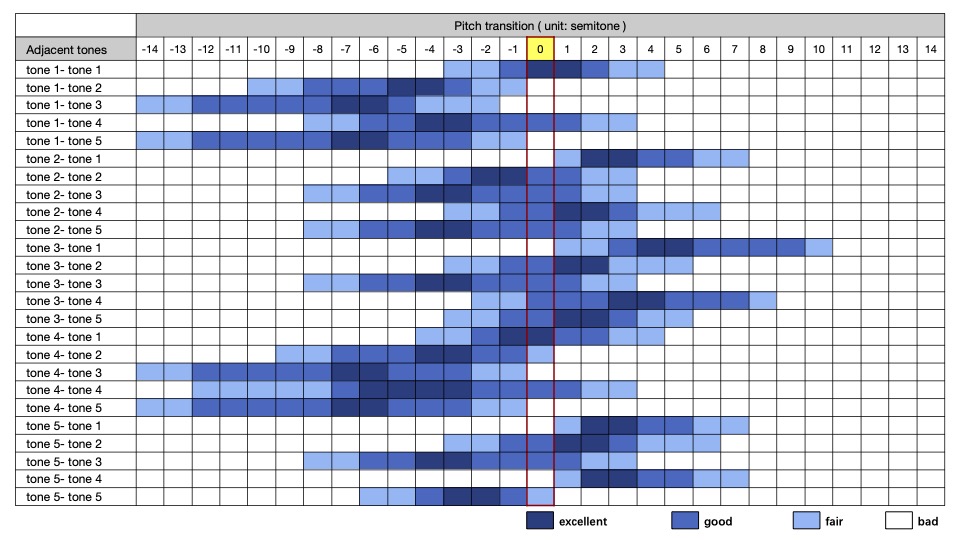 Pitch transition ( unit: semitone )
Adjacent tones -14 -13 -12 -11 -10 -9 -8 -7 -6 -5 -4 -3 -2 -1 0 1 2 3 4 5 6 7 8 9 10 11 12 13 14
tone 1- tone 1
tone 1- tone 2
tone 1- tone 3
tone 1- tone 4
tone 1- tone 5
tone 2- tone 1
tone 2- tone 2
tone 2- tone 3
tone 2- tone 4
tone 2- tone 5
tone 3- tone 1
tone 3- tone 2
tone 3- tone 3
tone 3- tone 4
tone 3- tone 5
tone 4- tone 1
tone 4- tone 2
tone 4- tone 3
tone 4- tone 4
tone 4- tone 5
tone 5- tone 1
tone 5- tone 2
tone 5- tone 3
tone 5- tone 4
tone 5- tone 5
excellent good fair bad